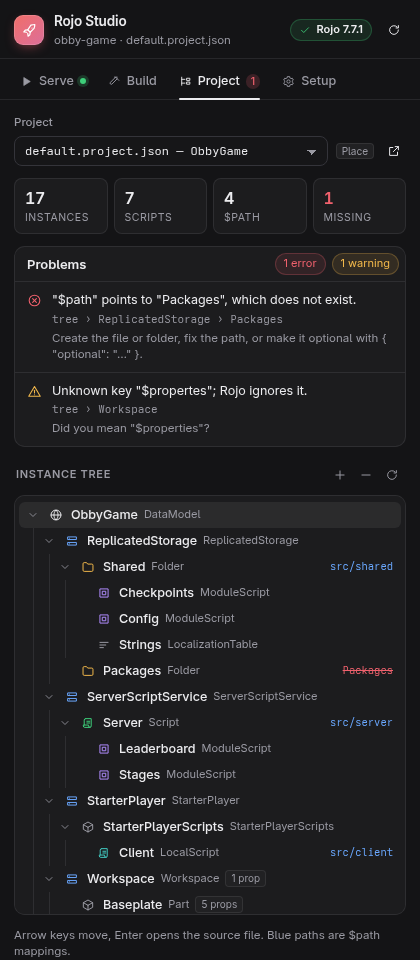 Rojo Studio
obby-game · default.project.json
Rojo 7.7.1
Serve
Build
Project 1
Setup
Project
default.project.json — ObbyGame
Place
17
INSTANCES
7
SCRIPTS
4
$PATH
1
MISSING
Problems
1 error
1 warning
"$path" points to "Packages", which does not exist.
tree › ReplicatedStorage › Packages
Create the file or folder, fix the path, or make it optional with {
"optional": "..." }.
Unknown key "$propertes"; Rojo ignores it.
tree › Workspace
Did you mean "$properties"?
INSTANCE TREE
ObbyGame DataModel
ReplicatedStorage ReplicatedStorage
Shared Folder src/shared
Checkpoints ModuleScript
Config ModuleScript
Strings LocalizationTable
Packages Folder Packages
ServerScriptService ServerScriptService
Server Script src/server
Leaderboard ModuleScript
Stages ModuleScript
StarterPlayer StarterPlayer
StarterPlayerScripts StarterPlayerScripts
Client LocalScript src/client
Workspace Workspace 1 prop
Baseplate Part 5 props
Arrow keys move, Enter opens the source file. Blue paths are $path
mappings.